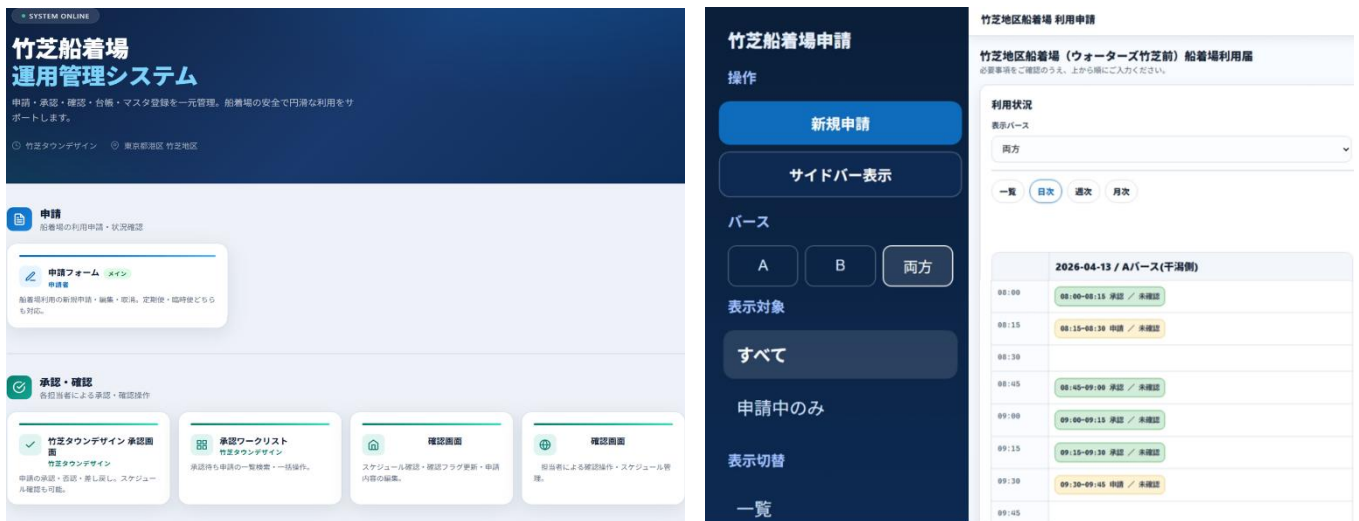 SYSTEM ONLINE
竹芝船着場
運用管理システム
申請・承認・確認・台帳・マスタ登録を一元管理。船着場の安全で円滑な利用をサ
ポートします。
竹芝タウンデザイン
東京都港区 竹芝地区
申請
船着場の利用申請・状況確認
申請フォーム メイン
申請者
船着場利用の新規申請・編集・取消。定期便・臨時便どちら
も対応。
承認・確認
各担当者による承認・確認操作
竹芝タウンデザイン 承認画
面
竹芝タウンデザイン
申請の承認・否認・差し戻し。スケジュー
ル確認も可能。
承認ワークリスト
竹芝タウンデザイン
承認待ち申請の一覧検索・一括操作。
確認画面
スケジュール確認・確認フラグ更新・申請
内容の編集。
確認画面
担当者による確認操作・スケジュール管
理。
竹芝船着場申請
操作
新規申請
サイドバー表示
バース
A
B
両方
表示対象
すべて
申請中のみ
表示切替
一覧
竹芝地区船着場 利用申請
竹芝地区船着場（ウォーターズ竹芝前）船着場利用届
必要事項をご確認のうえ、上から順にご入力ください。
利用状況
表示バース
両方
一覧
日次
週次
月次
2026-04-13 / Aバース(干潟側)
08:00
08:00-08:15 承認 ／ 未確認
08:15
08:15-08:30 申請 ／ 未確認
08:30
08:45
08:45-09:00 承認 ／ 未確認
09:00
09:00-09:15 承認 ／ 未確認
09:15
09:15-09:30 承認 ／ 未確認
09:30
09:30-09:45 申請 ／ 未確認
09:45